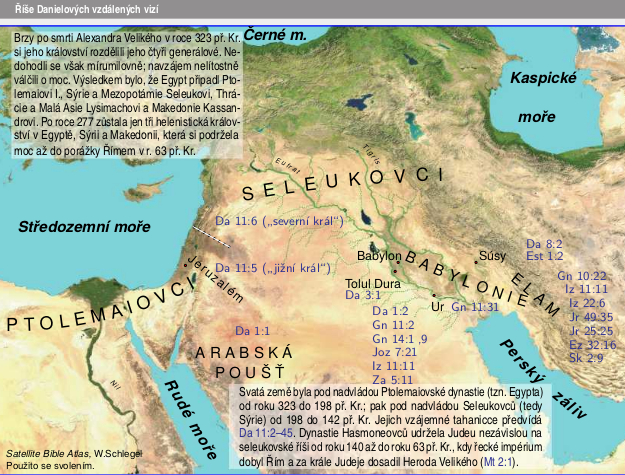 Říše Danielových vzdálených vizí
Brzy po smrti Alexandra Velikého v roce 323 př. Kr.
si jeho království rozdělili jeho čtyři generálové. Ne-
dohodli se však mírumilovně; navzájem nelítostně
válčili o moc. Výsledkem bylo, že Egypt připadl Pto-
lemaiovi I., Sýrie a Mezopotámie Seleukovi, Thrá-
cie a Malá Asie Lysimachovi a Makedonie Kassan-
drovi. Po roce 277 zůstala jen tři helenistická králov-
ství v Egyptě, Sýrii a Makedonii, která si podržela
moc až do porážky Římem v r. 63 př. Kr.
Černé m.
Kaspické
moře
Eufrat
Tigris
SELEUKOVCI
Středozemní moře
Da 11:6 („severní král“)
Da 11:5 („jižní král“)
Jeruzalém
PTOLEMAIOVCI
Babylon
Tolul Dura
Da 3:1
BABYLONIE
Súsy
Da 8:2
Est 1:2
ELAM
Gn 10:22
Iz 11:11
Iz 22:6
Jr 49:35
Jr 25:25
Ez 32:16
Sk 2:9
Ur Gn 11:31
Da 1:2
Gn 11:2
Gn 14:1 ,9
Joz 7:21
Iz 11:11
Za 5:11
Da 1:1
ARABSKÁ
POUŠŤ
Nil
Rudé moře
Perský záliv
Svatá země byla pod nadvládou Ptolemaiovské dynastie (tzn. Egypta)
od roku 323 do 198 př. Kr.; pak pod nadvládou Seleukovců (tedy
Sýrie) od 198 do 142 př. Kr. Jejich vzájemné tahanice předvídá
Da 11:2–45. Dynastie Hasmoneovců udržela Judeu nezávislou na
seleukovské říši od roku 140 až do roku 63 př. Kr., kdy řecké impérium
dobyl Řím a za krále Judeje dosadil Heroda Velikého (Mt 2:1).
Satellite Bible Atlas, W.Schlegel
Použito se svolením.